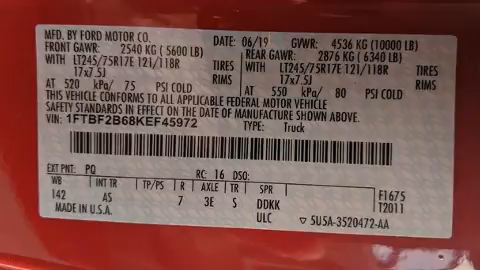 MFD. BY FORD MOTOR CO. 06/19 GVWR: 4536 KG (10000 LB)
FRONT GAWR: 2540 KG (5600 LB) REAR GAWR: 2876 KG (6340 LB)
WITH LT245/75R17E 121/118R TIRES WITH LT245/75R17E 121/118R TIRES
17x7.5J RIMS 17x7.5J RIMS
AT 520 kPa/ 75 PSI COLD AT 550 kPa/ 80 PSI COLD
THIS VEHICLE CONFORMS TO ALL APPLICABLE FEDERAL MOTOR VEHICLE
SAFETY STANDARDS IN EFFECT ON THE DATE OF MANUFACTURE SHOWN ABOVE.
VIN: 1FTBF2B68KEF45972 TYPE: Truck
EXT PNT: PQ RC: 16 DSO:
WB INT TR TP/PS R AXLE TR SPR F1675
142 AS 7 3E S DDKK T2011
MADE IN U.S.A. ULC ▽ 5U5A-3520472-AA